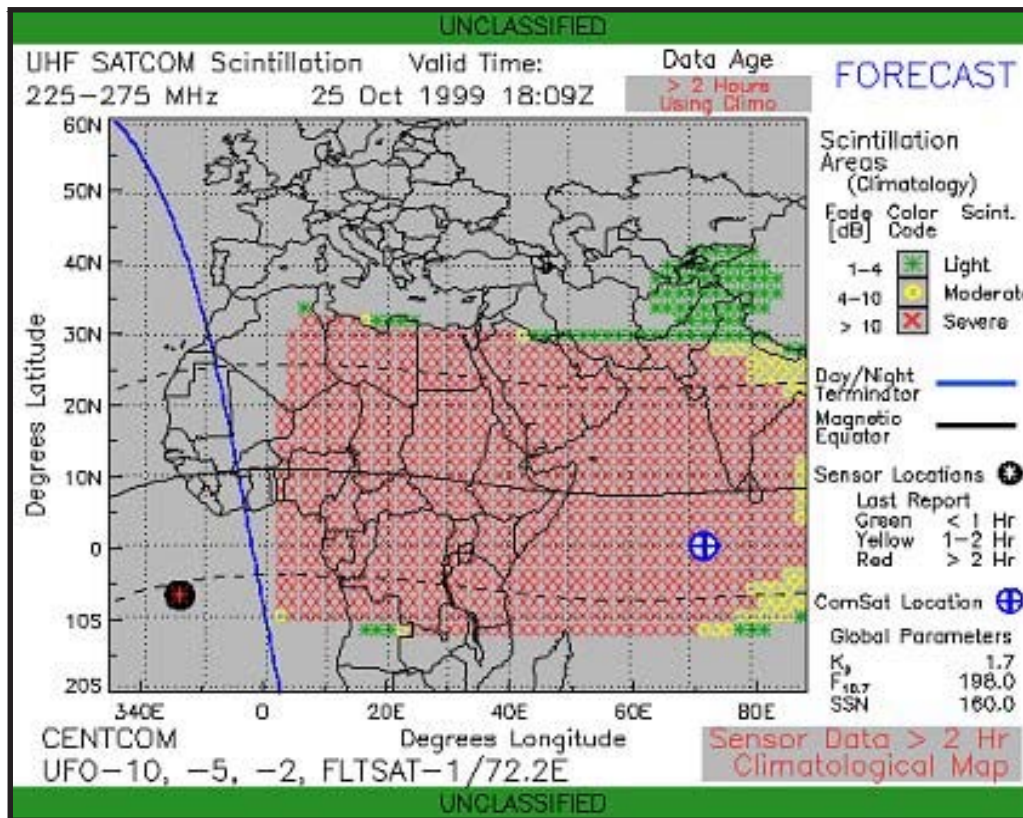 UNCLASSIFIED
UHF SATCOM Scintillation
225-275 MHz
Valid Time:
25 Oct 1999 18:09Z
Data Age
> 2 Hours
Using Climo
FORECAST
60N
50N
40N
30N
20N
10N
0
10S
20S
Degrees Latitude
340E
0
20E
40E
60E
80E
Degrees Longitude
Scintillation
Areas
(Climatology)
Fade Color Scint.
[dB] Code
1-4 Light
4-10 Moderate
> 10 Severe
Day/Night
Terminator
Magnetic
Equator
Sensor Locations
Last Report
Green < 1 Hr
Yellow 1-2 Hr
Red > 2 Hr
ComSat Location
Global Parameters
Kp 1.7
F10.7 198.0
SSN 160.0
CENTCOM
UFO-10, -5, -2, FLTSAT-1/72.2E
Sensor Data > 2 Hr
Climatological Map
UNCLASSIFIED